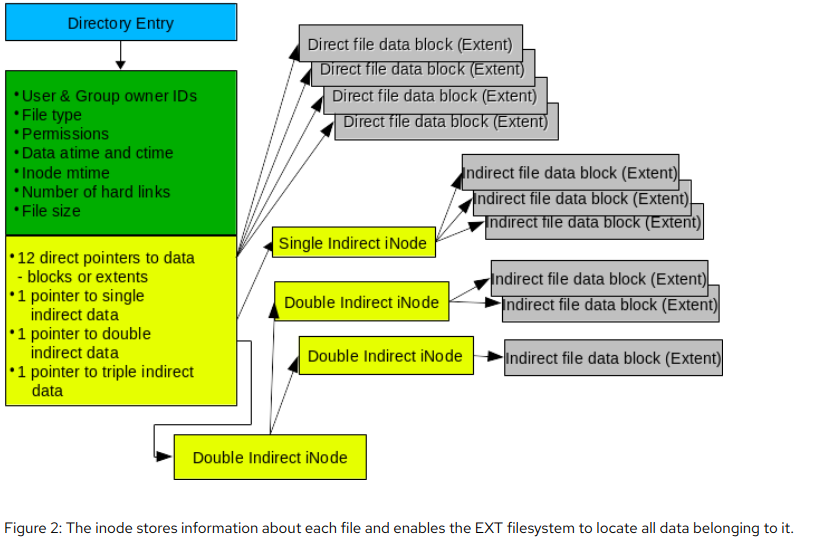 Directory Entry
•User & Group owner IDs
•File type
•Permissions
•Data atime and ctime
•Inode mtime
•Number of hard links
•File size
•12 direct pointers to data
- blocks or extents
•1 pointer to single
indirect data
•1 pointer to double
indirect data
•1 pointer to triple indirect
data
Direct file data block (Extent)
Direct file data block (Extent)
Direct file data block (Extent)
Direct file data block (Extent)
Indirect file data block (Extent)
Indirect file data block (Extent)
Indirect file data block (Extent)
Single Indirect iNode
Double Indirect iNode
Indirect file data block (Extent)
Indirect file data block (Extent)
Double Indirect iNode
Indirect file data block (Extent)
Double Indirect iNode
Figure 2: The inode stores information about each file and enables the EXT filesystem to locate all data belonging to it.